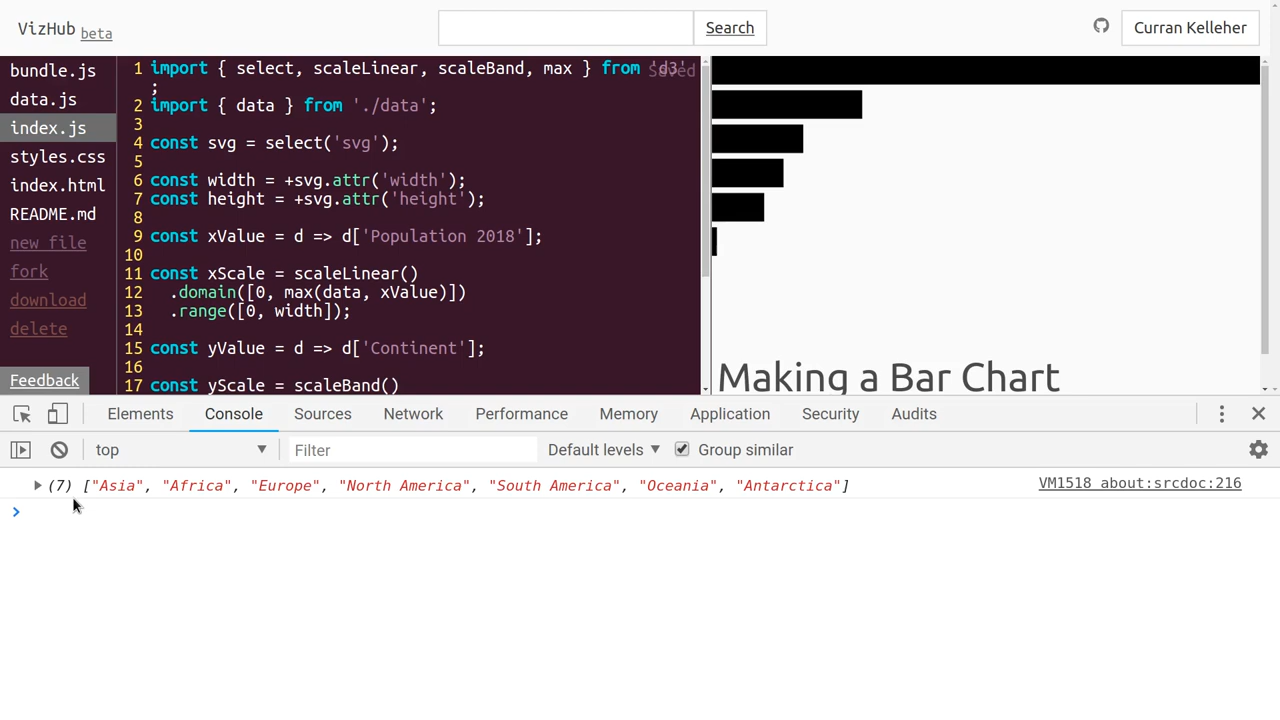 VizHub beta
Search
Curran Kelleher
bundle.js
data.js
index.js
styles.css
index.html
README.md
new file
fork
download
delete
Feedback
Saved
1 import { select, scaleLinear, scaleBand, max } from 'd3'
;
2 import { data } from './data';
3
4 const svg = select('svg');
5
6 const width = +svg.attr('width');
7 const height = +svg.attr('height');
8
9 const xValue = d => d['Population 2018'];
10
11 const xScale = scaleLinear()
12 .domain([0, max(data, xValue)])
13 .range([0, width]);
14
15 const yValue = d => d['Continent'];
16
17 const yScale = scaleBand()
Making a Bar Chart
Elements Console Sources Network Performance Memory Application Security Audits
top Filter Default levels Group similar
(7) ["Asia", "Africa", "Europe", "North America", "South America", "Oceania", "Antarctica"] VM1518 about:srcdoc:216
>